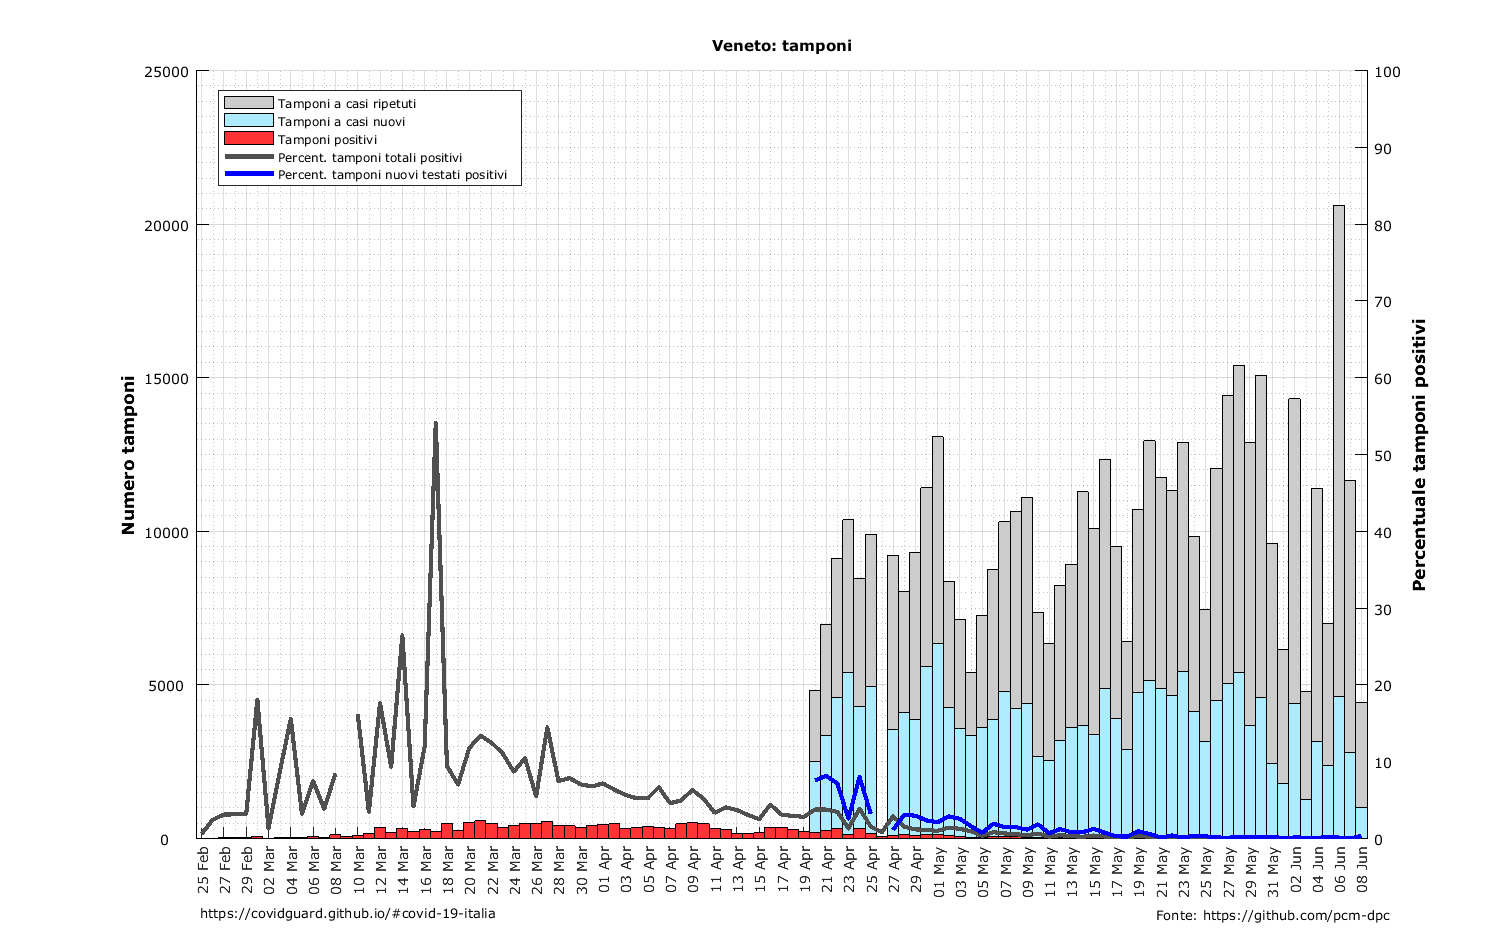 Veneto: tamponi
Tamponi a casi ripetuti
Tamponi a casi nuovi
Tamponi positivi
Percent. tamponi totali positivi
Percent. tamponi nuovi testati positivi
Numero tamponi
25000
20000
15000
10000
5000
0
Percentuale tamponi positivi
100
90
80
70
60
50
40
30
20
10
0
25 Feb
27 Feb
29 Feb
02 Mar
04 Mar
06 Mar
08 Mar
10 Mar
12 Mar
14 Mar
16 Mar
18 Mar
20 Mar
22 Mar
24 Mar
26 Mar
28 Mar
30 Mar
01 Apr
03 Apr
05 Apr
07 Apr
09 Apr
11 Apr
13 Apr
15 Apr
17 Apr
19 Apr
21 Apr
23 Apr
25 Apr
27 Apr
29 Apr
01 May
03 May
05 May
07 May
09 May
11 May
13 May
15 May
17 May
19 May
21 May
23 May
25 May
27 May
29 May
31 May
02 Jun
04 Jun
06 Jun
08 Jun
https://covidguard.github.io/#covid-19-italia
Fonte: https://github.com/pcm-dpc